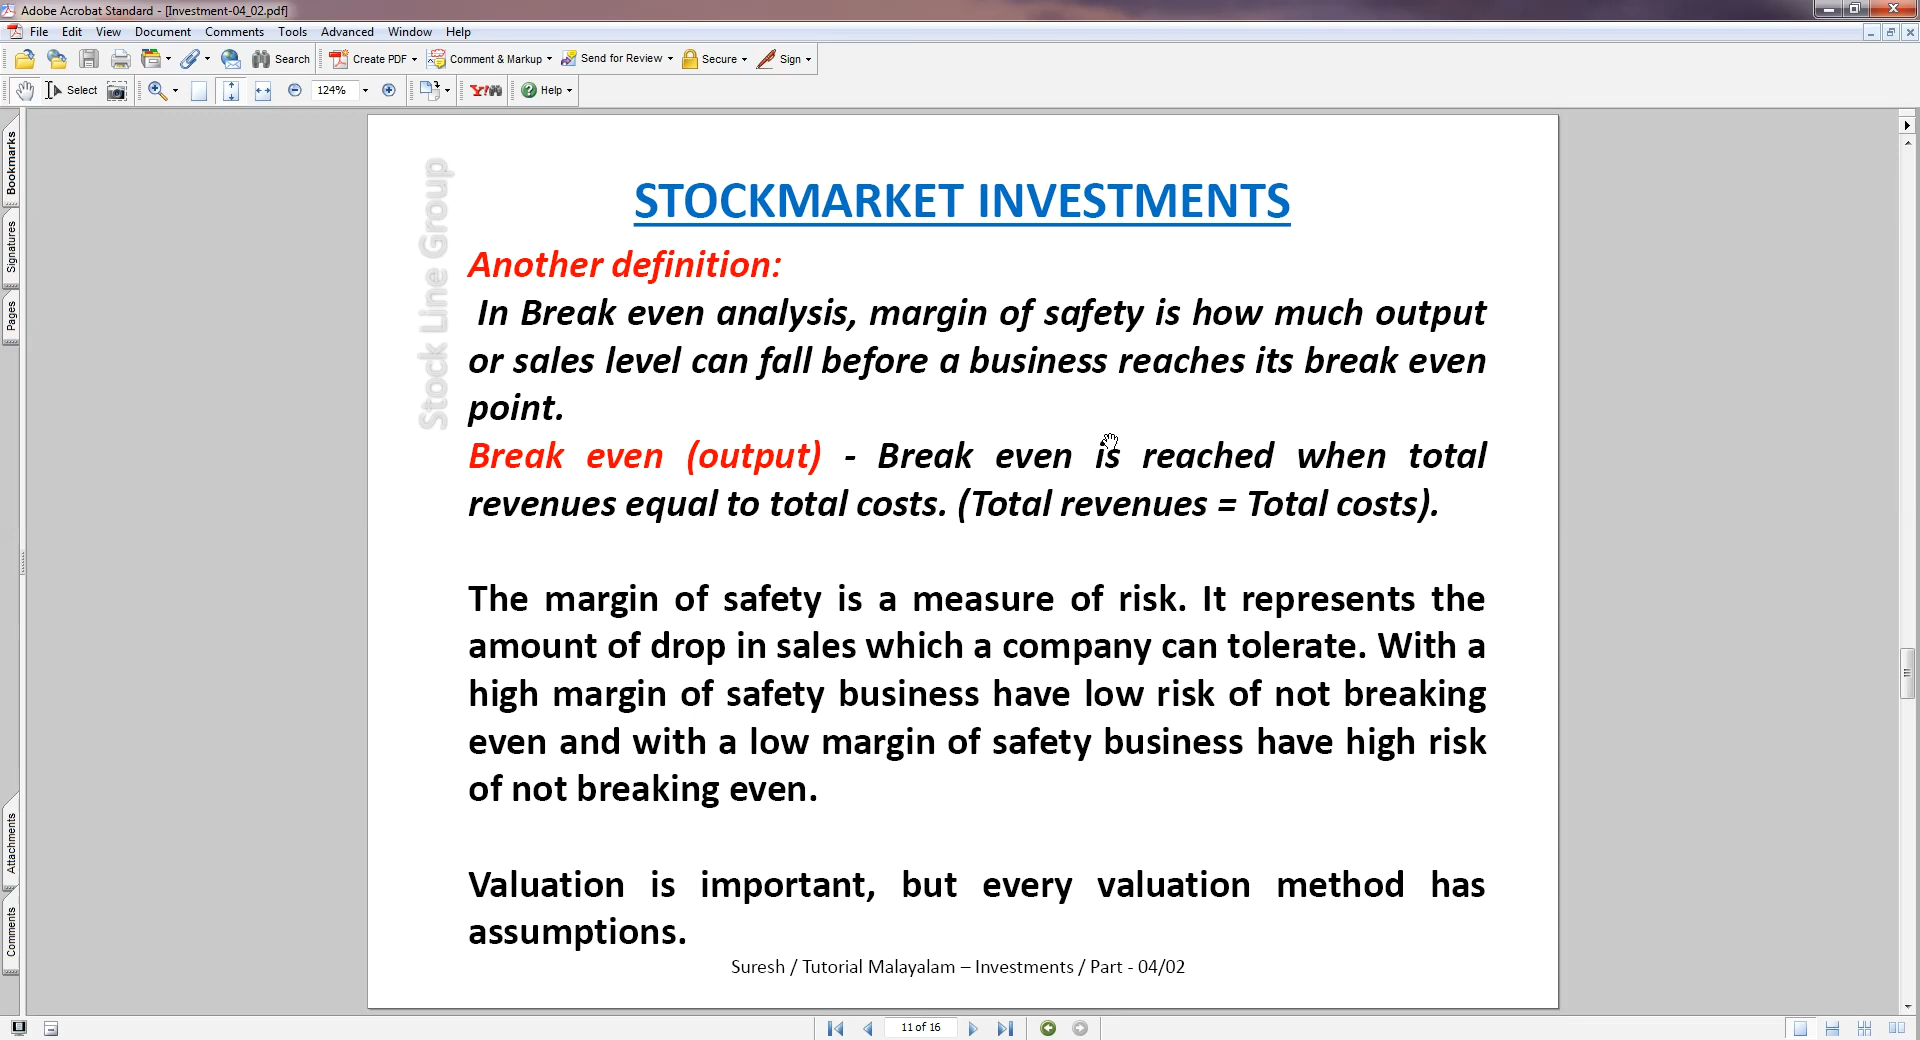 Adobe Acrobat Standard - [Investment-04_02.pdf]
File Edit View Document Comments Tools Advanced Window Help
Search Create PDF Comment & Markup Send for Review Secure Sign
Select 124% Y! Help
Bookmarks
Signatures
Pages
Attachments
Comments
Stock Line Group
STOCKMARKET INVESTMENTS
Another definition:
In Break even analysis, margin of safety is how much output
or sales level can fall before a business reaches its break even
point.
Break even (output) - Break even is reached when total
revenues equal to total costs. (Total revenues = Total costs).
The margin of safety is a measure of risk. It represents the
amount of drop in sales which a company can tolerate. With a
high margin of safety business have low risk of not breaking
even and with a low margin of safety business have high risk
of not breaking even.
Valuation is important, but every valuation method has
assumptions.
Suresh / Tutorial Malayalam – Investments / Part - 04/02
11 of 16